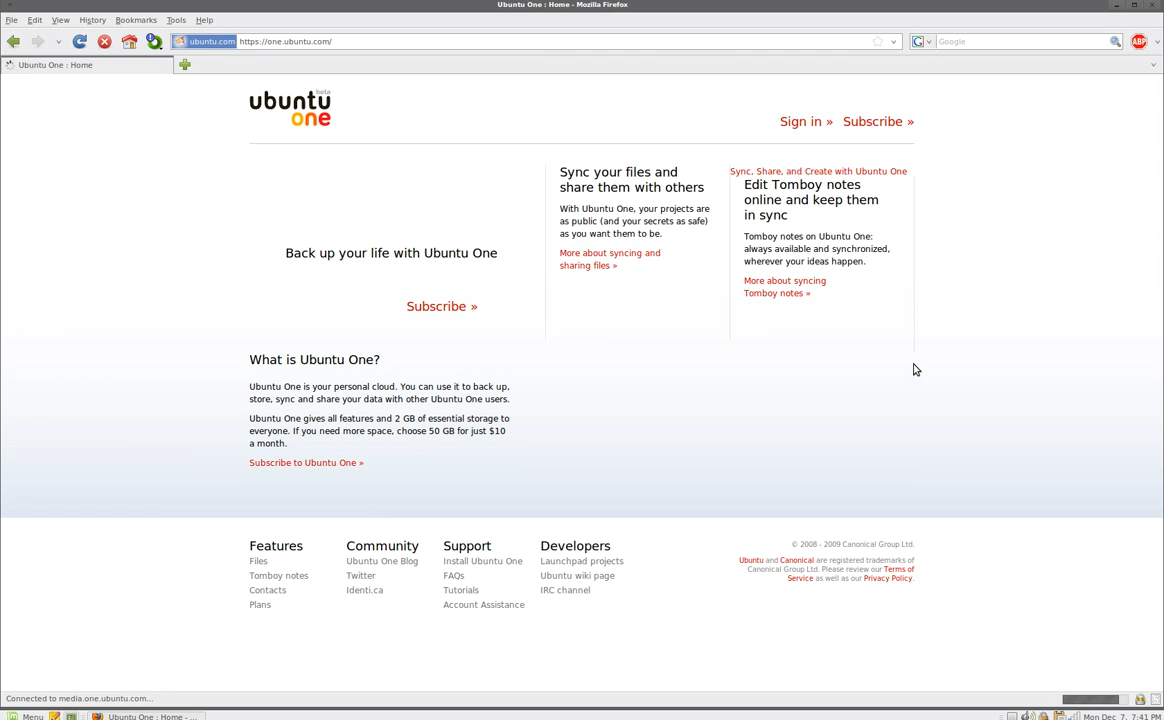 Ubuntu One : Home - Mozilla Firefox
File Edit View History Bookmarks Tools Help
ubuntu.com https://one.ubuntu.com/
Google
ABP
Ubuntu One : Home
beta
ubuntu
one
Sign in » Subscribe »
Back up your life with Ubuntu One
Subscribe »
Sync your files and
share them with others
With Ubuntu One, your projects are
as public (and your secrets as safe)
as you want them to be.
More about syncing and
sharing files »
Sync, Share, and Create with Ubuntu One
Edit Tomboy notes
online and keep them
in sync
Tomboy notes on Ubuntu One:
always available and synchronized,
wherever your ideas happen.
More about syncing
Tomboy notes »
What is Ubuntu One?
Ubuntu One is your personal cloud. You can use it to back up,
store, sync and share your data with other Ubuntu One users.
Ubuntu One gives all features and 2 GB of essential storage to
everyone. If you need more space, choose 50 GB for just $10
a month.
Subscribe to Ubuntu One »
Features
Files
Tomboy notes
Contacts
Plans
Community
Ubuntu One Blog
Twitter
Identi.ca
Support
Install Ubuntu One
FAQs
Tutorials
Account Assistance
Developers
Launchpad projects
Ubuntu wiki page
IRC channel
© 2008 - 2009 Canonical Group Ltd.
Ubuntu and Canonical are registered trademarks of
Canonical Group Ltd. Please review our Terms of
Service as well as our Privacy Policy.
Connected to media.one.ubuntu.com...
Menu Ubuntu One : Home - ... Mon Dec 7, 7:41 PM